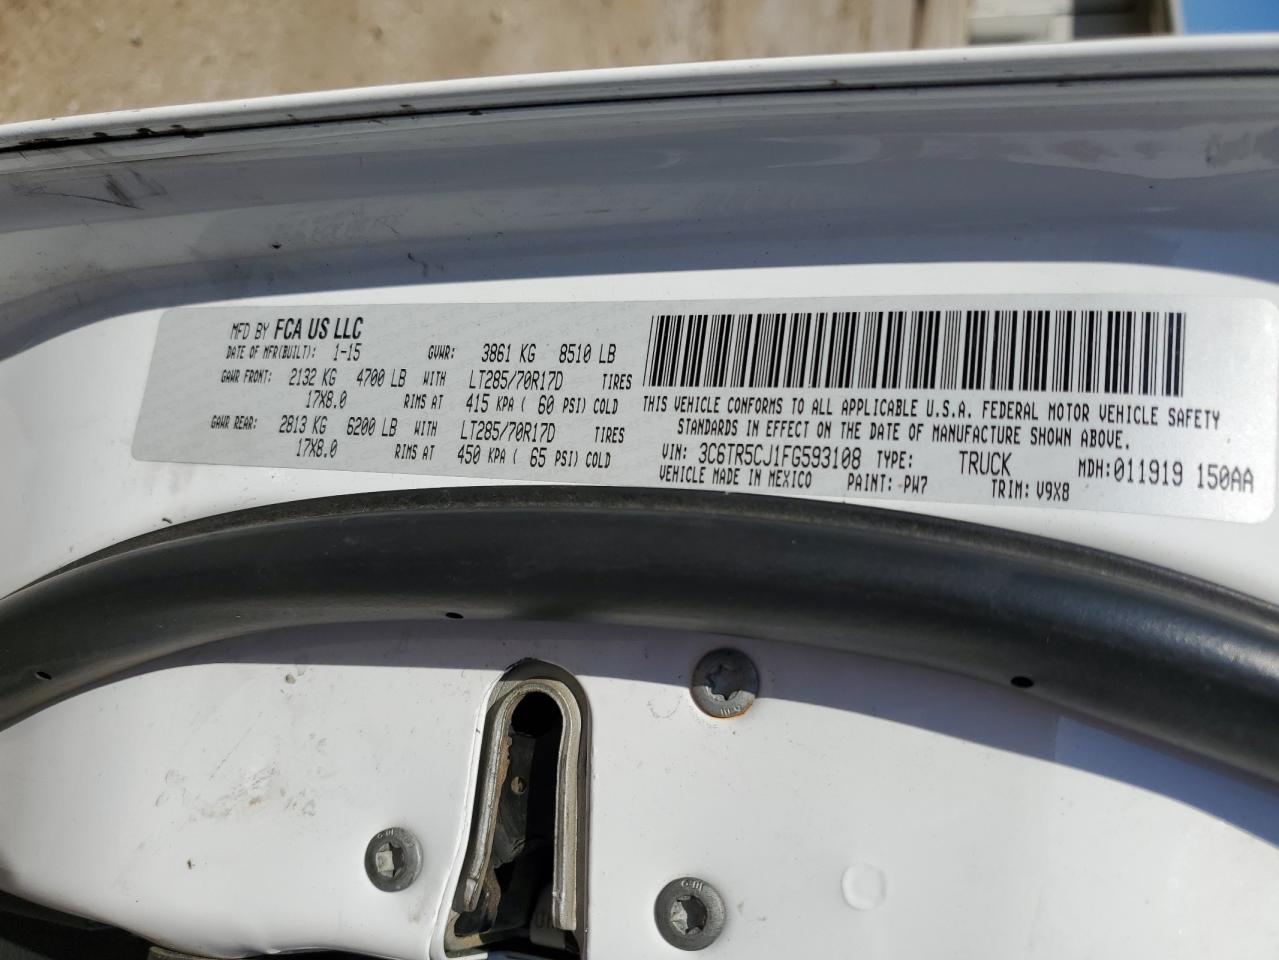 MFD BY FCA US LLC
DATE OF MFR(BUILT): 1-15 GVWR: 3861 KG 8510 LB
GAWR FRONT: 2132 KG 4700 LB WITH LT285/70R17D TIRES
17X8.0 RIMS AT 415 KPA ( 60 PSI) COLD
GAWR REAR: 2813 KG 6200 LB WITH LT285/70R17D TIRES
17X8.0 RIMS AT 450 KPA ( 65 PSI) COLD
THIS VEHICLE CONFORMS TO ALL APPLICABLE U.S.A. FEDERAL MOTOR VEHICLE SAFETY
STANDARDS IN EFFECT ON THE DATE OF MANUFACTURE SHOWN ABOVE.
VIN: 3C6TR5CJ1FG593108 TYPE: TRUCK MDH:011919 150AA
VEHICLE MADE IN MEXICO PAINT: PW7 TRIM: V9X8